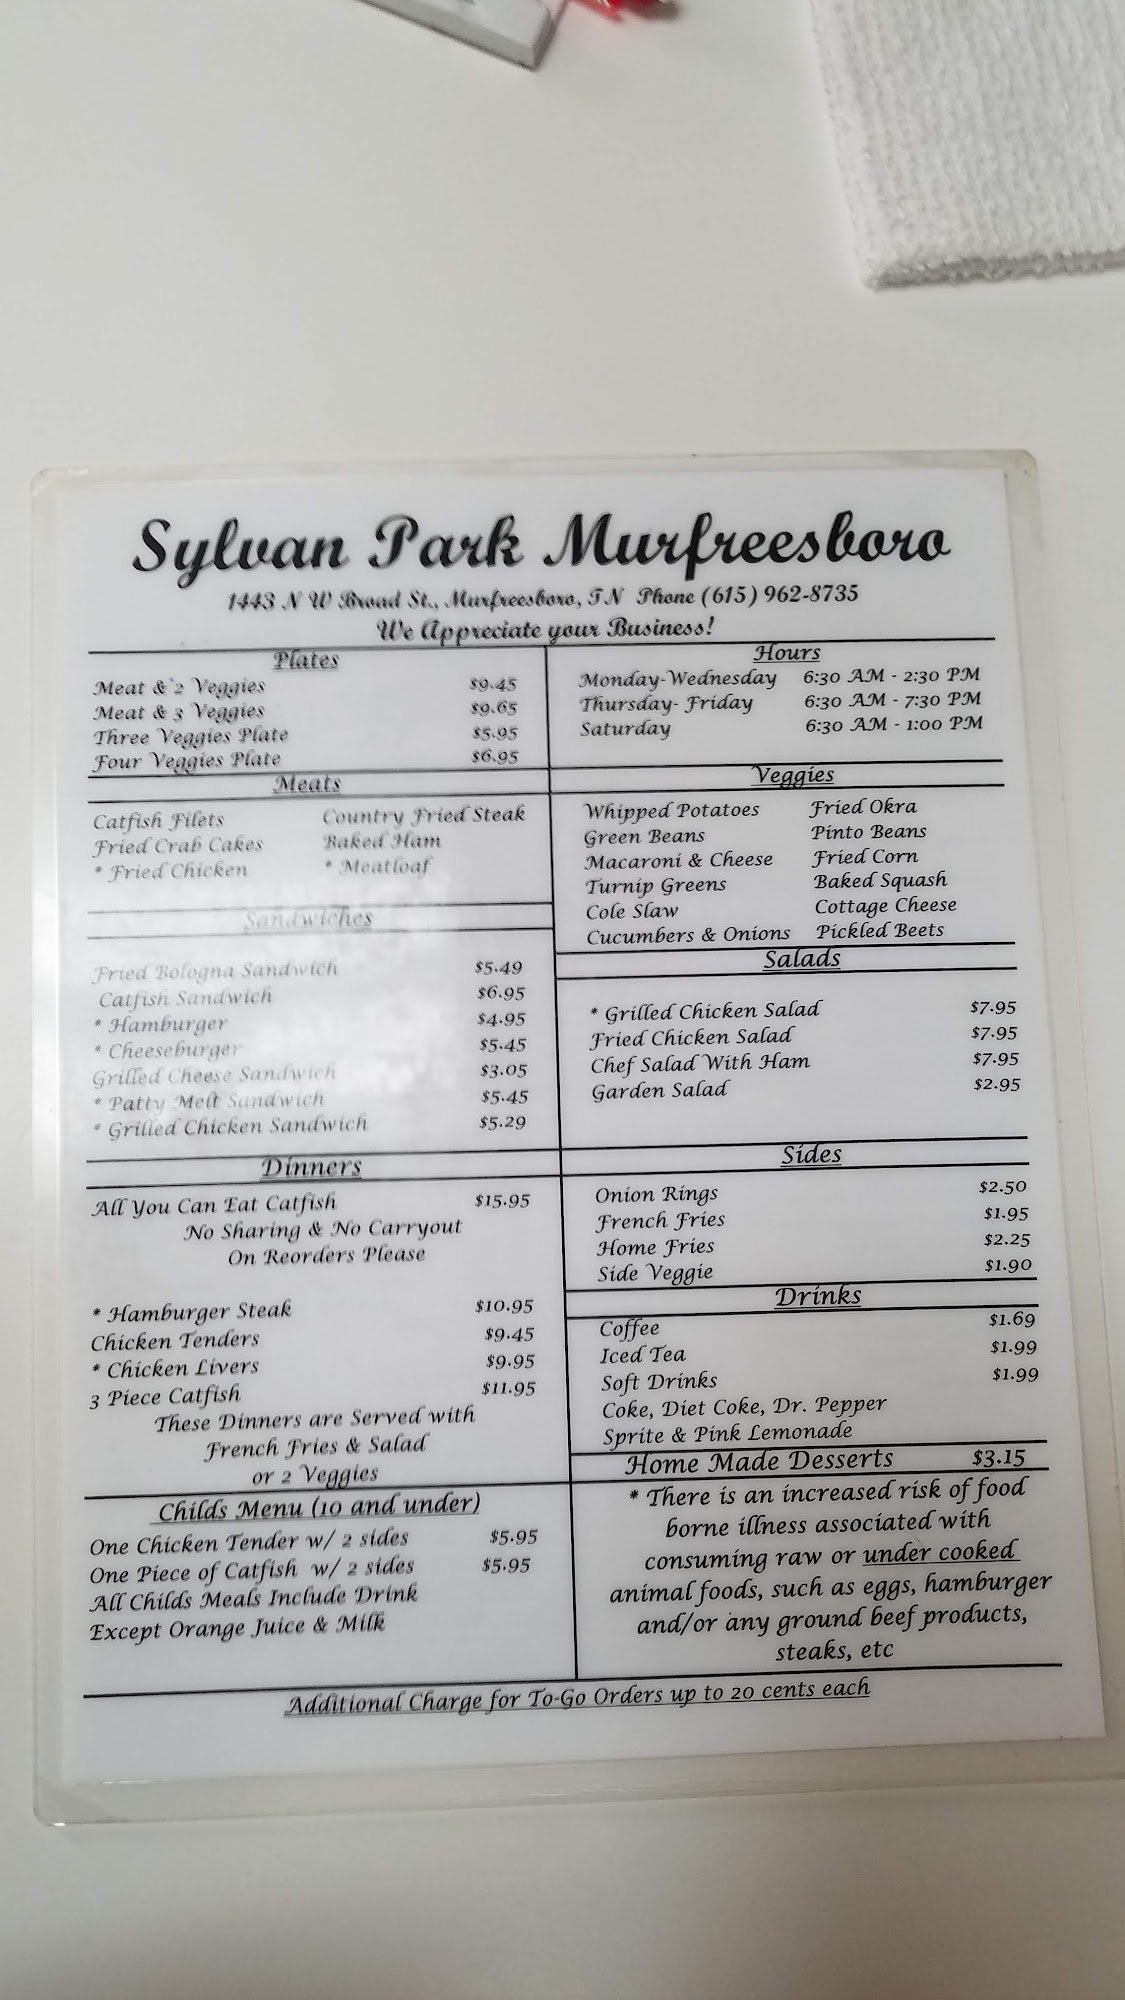 Sylvan Park Murfreesboro
1443 N W Broad St., Murfreesboro, TN Phone (615) 962-8735
We Appreciate your Business!
Plates
Meat & 2 Veggies $9.45
Meat & 3 Veggies $9.65
Three Veggies Plate $5.95
Four Veggies Plate $6.95
Meats
Catfish Filets Country Fried Steak
Fried Crab Cakes Baked Ham
* Fried Chicken * Meatloaf
Sandwiches
Fried Bologna Sandwich $5.49
Catfish Sandwich $6.95
* Hamburger $4.95
* Cheeseburger $5.45
Grilled Cheese Sandwich $3.05
* Patty Melt Sandwich $5.45
* Grilled Chicken Sandwich $5.29
Dinners
All You Can Eat Catfish $15.95
No Sharing & No Carryout
On Reorders Please
* Hamburger Steak $10.95
Chicken Tenders $9.45
* Chicken Livers $9.95
3 Piece Catfish $11.95
These Dinners are Served with
French Fries & Salad
or 2 Veggies
Childs Menu (10 and under)
One Chicken Tender w/ 2 sides $5.95
One Piece of Catfish w/ 2 sides $5.95
All Childs Meals Include Drink
Except Orange Juice & Milk
Hours
Monday-Wednesday 6:30 AM - 2:30 PM
Thursday- Friday 6:30 AM - 7:30 PM
Saturday 6:30 AM - 1:00 PM
Veggies
Whipped Potatoes Fried Okra
Green Beans Pinto Beans
Macaroni & Cheese Fried Corn
Turnip Greens Baked Squash
Cole Slaw Cottage Cheese
Cucumbers & Onions Pickled Beets
Salads
* Grilled Chicken Salad $7.95
Fried Chicken Salad $7.95
Chef Salad With Ham $7.95
Garden Salad $2.95
Sides
Onion Rings $2.50
French Fries $1.95
Home Fries $2.25
Side Veggie $1.90
Drinks
Coffee $1.69
Iced Tea $1.99
Soft Drinks $1.99
Coke, Diet Coke, Dr. Pepper
Sprite & Pink Lemonade
Home Made Desserts $3.15
* There is an increased risk of food
borne illness associated with
consuming raw or under cooked
animal foods, such as eggs, hamburger
and/or any ground beef products,
steaks, etc
Additional Charge for To-Go Orders up to 20 cents each